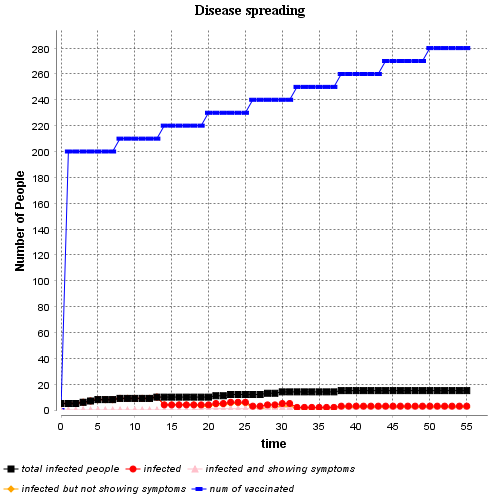 Disease spreading
Number of People
280
260
240
220
200
180
160
140
120
100
80
60
40
20
0
0 5 10 15 20 25 30 35 40 45 50 55
time
total infected people infected infected and showing symptoms
infected but not showing symptoms num of vaccinated